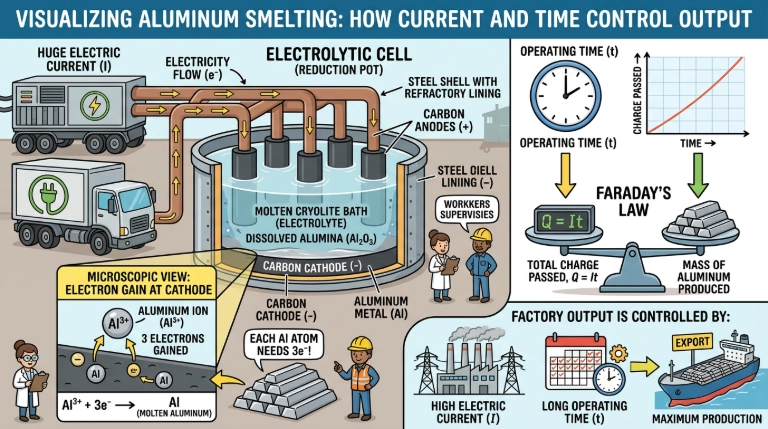 VISUALIZING ALUMINUM SMELTING: HOW CURRENT AND TIME CONTROL OUTPUT
HUGE ELECTRIC
CURRENT (I)
ELECTRICITY
FLOW (e⁻)
ELECTROLYTIC CELL
(REDUCTION POT)
STEEL SHELL WITH
REFRACTORY LINING
CARBON
ANODES (+)
STEEL OIELL
LINING (−)
MOLTEN CRYOLITE BATH
(ELECTROLYTE)
DISSOLVED ALUMINA (Al₂O₃)
CARBON CATHODE (-)
CARBON
CATHODE (−)
ALUMINUM
METAL (Al)
WORKKERS
SUPERVISES
MICROSCOPIC VIEW:
ELECTRON GAIN AT CATHODE
Al³⁺
ALUMINUM ION
(Al³⁺)
3 ELECTRONS
GAINED
−
e⁻
Al
Al
Al³⁺ + 3e⁻ → Al
(MOLTEN ALUMINUM)
EACH Al ATOM
NEEDS 3e⁻!
OPERATING TIME (t)
OPERATING TIME (t)
CHARGE PASSED →
TIME →
FARADAY'S
LAW
Q = It
TOTAL CHARGE
PASSED, Q = It
MASS OF
ALUMINUM
PRODUCED
FACTORY OUTPUT IS CONTROLLED BY:
HIGH ELECTRIC
CURRENT (I)
LONG OPERATING
TIME (t)
EXPORT
MAXIMUM PRODUCTION